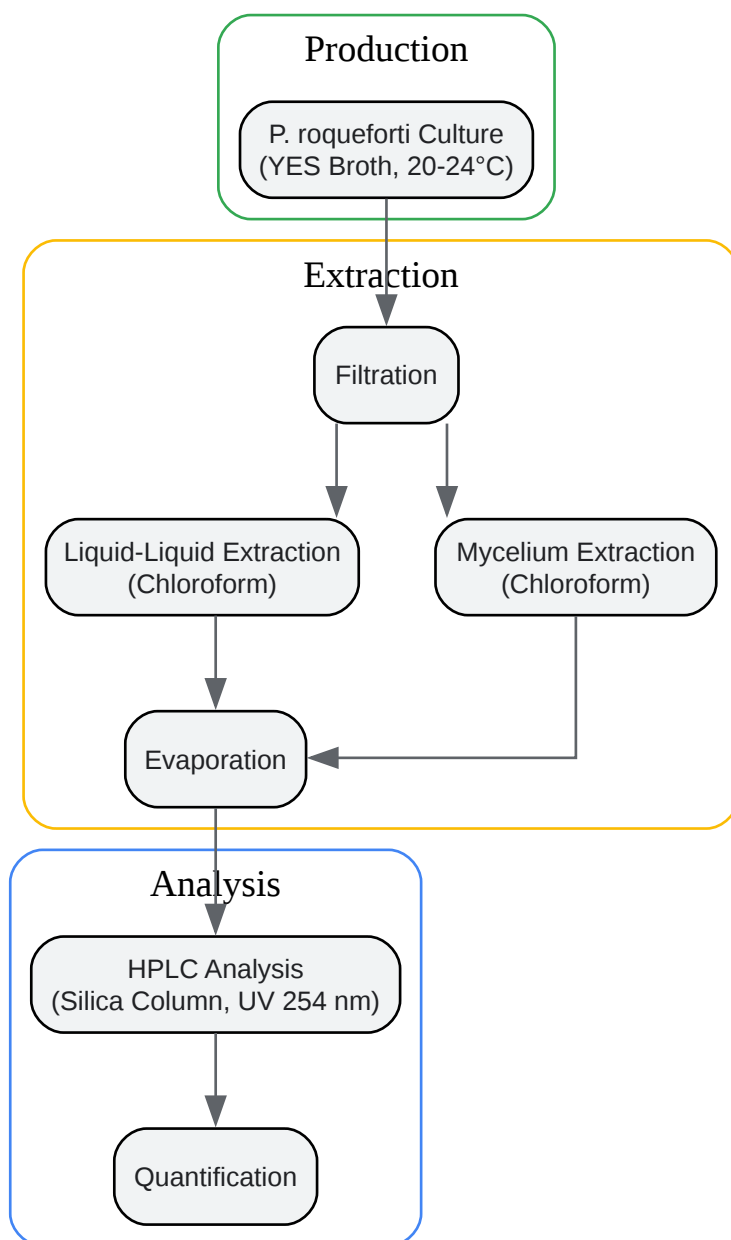 Production
P. roqueforti Culture
(YES Broth, 20-24°C)
Extraction
Filtration
Liquid-Liquid Extraction
(Chloroform)
Mycelium Extraction
(Chloroform)
Evaporation
Analysis
HPLC Analysis
(Silica Column, UV 254 nm)
Quantification